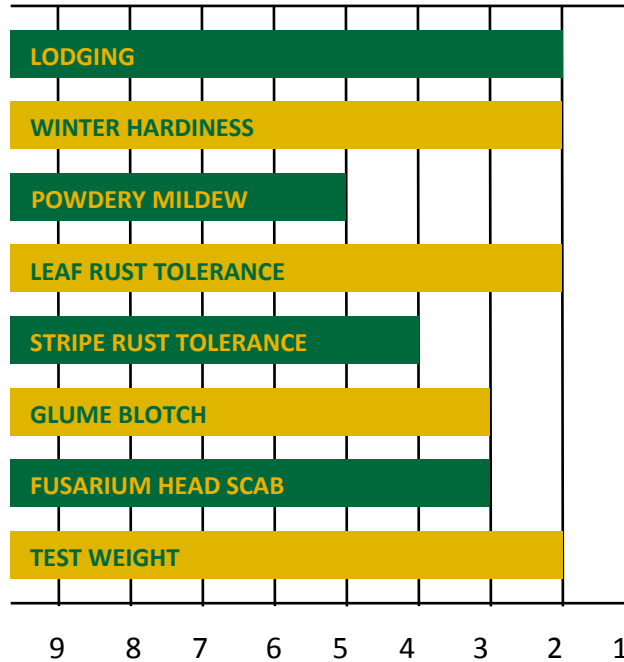 LODGING
WINTER HARDINESS
POWDERY MILDEW
LEAF RUST TOLERANCE
STRIPE RUST TOLERANCE
GLUME BLOTCH
FUSARIUM HEAD SCAB
TEST WEIGHT
9 8 7 6 5 4 3 2 1